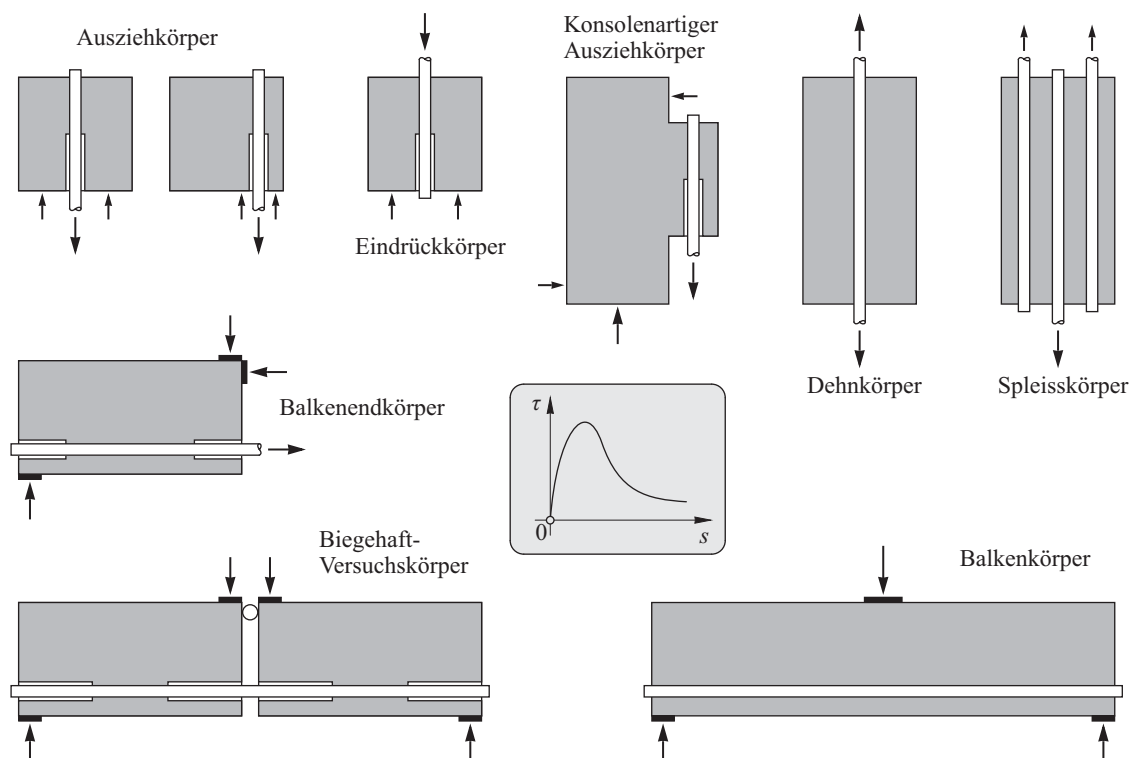 Ausziehkörper
Konsolenartiger
Ausziehkörper
Eindrückkörper
Dehnkörper
Spleisskörper
Balkenendkörper
τ
0
s
Biegehaft-
Versuchskörper
Balkenkörper